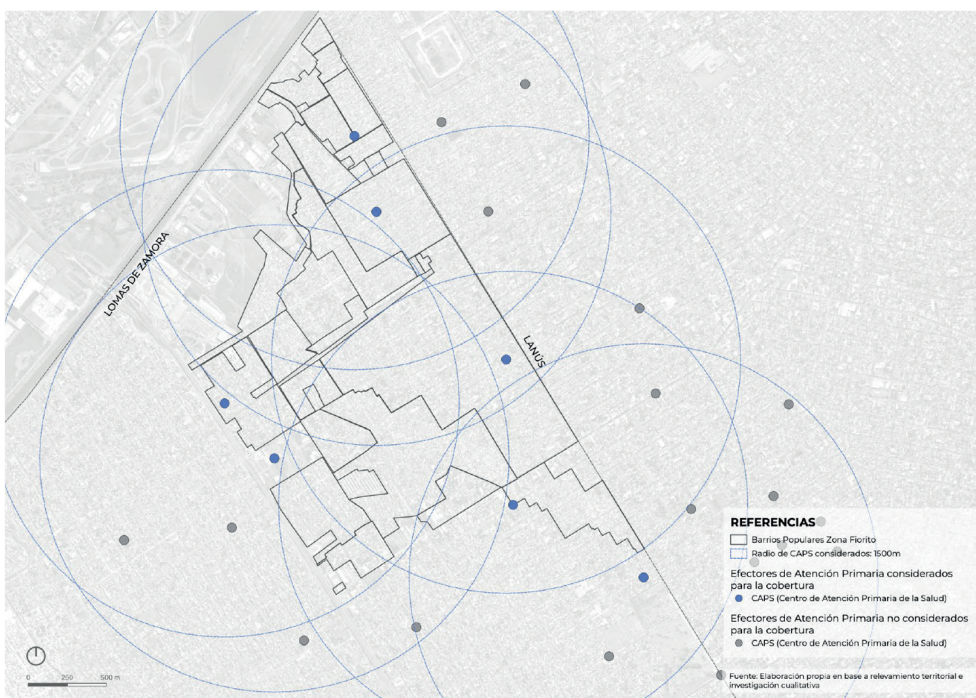 LOMAS DE ZAMORA
LANÚS
REFERENCIAS
Barrios Populares Zona Fiorito
Radio de CAPS considerados: 1500m
Efectores de Atención Primaria considerados
para la cobertura
CAPS (Centro de Atención Primaria de la Salud)
Efectores de Atención Primaria no considerados
para la cobertura
CAPS (Centro de Atención Primaria de la Salud)
Fuente: Elaboración propia en base a relevamiento territorial e
investigación cualitativa
0 250 500 m